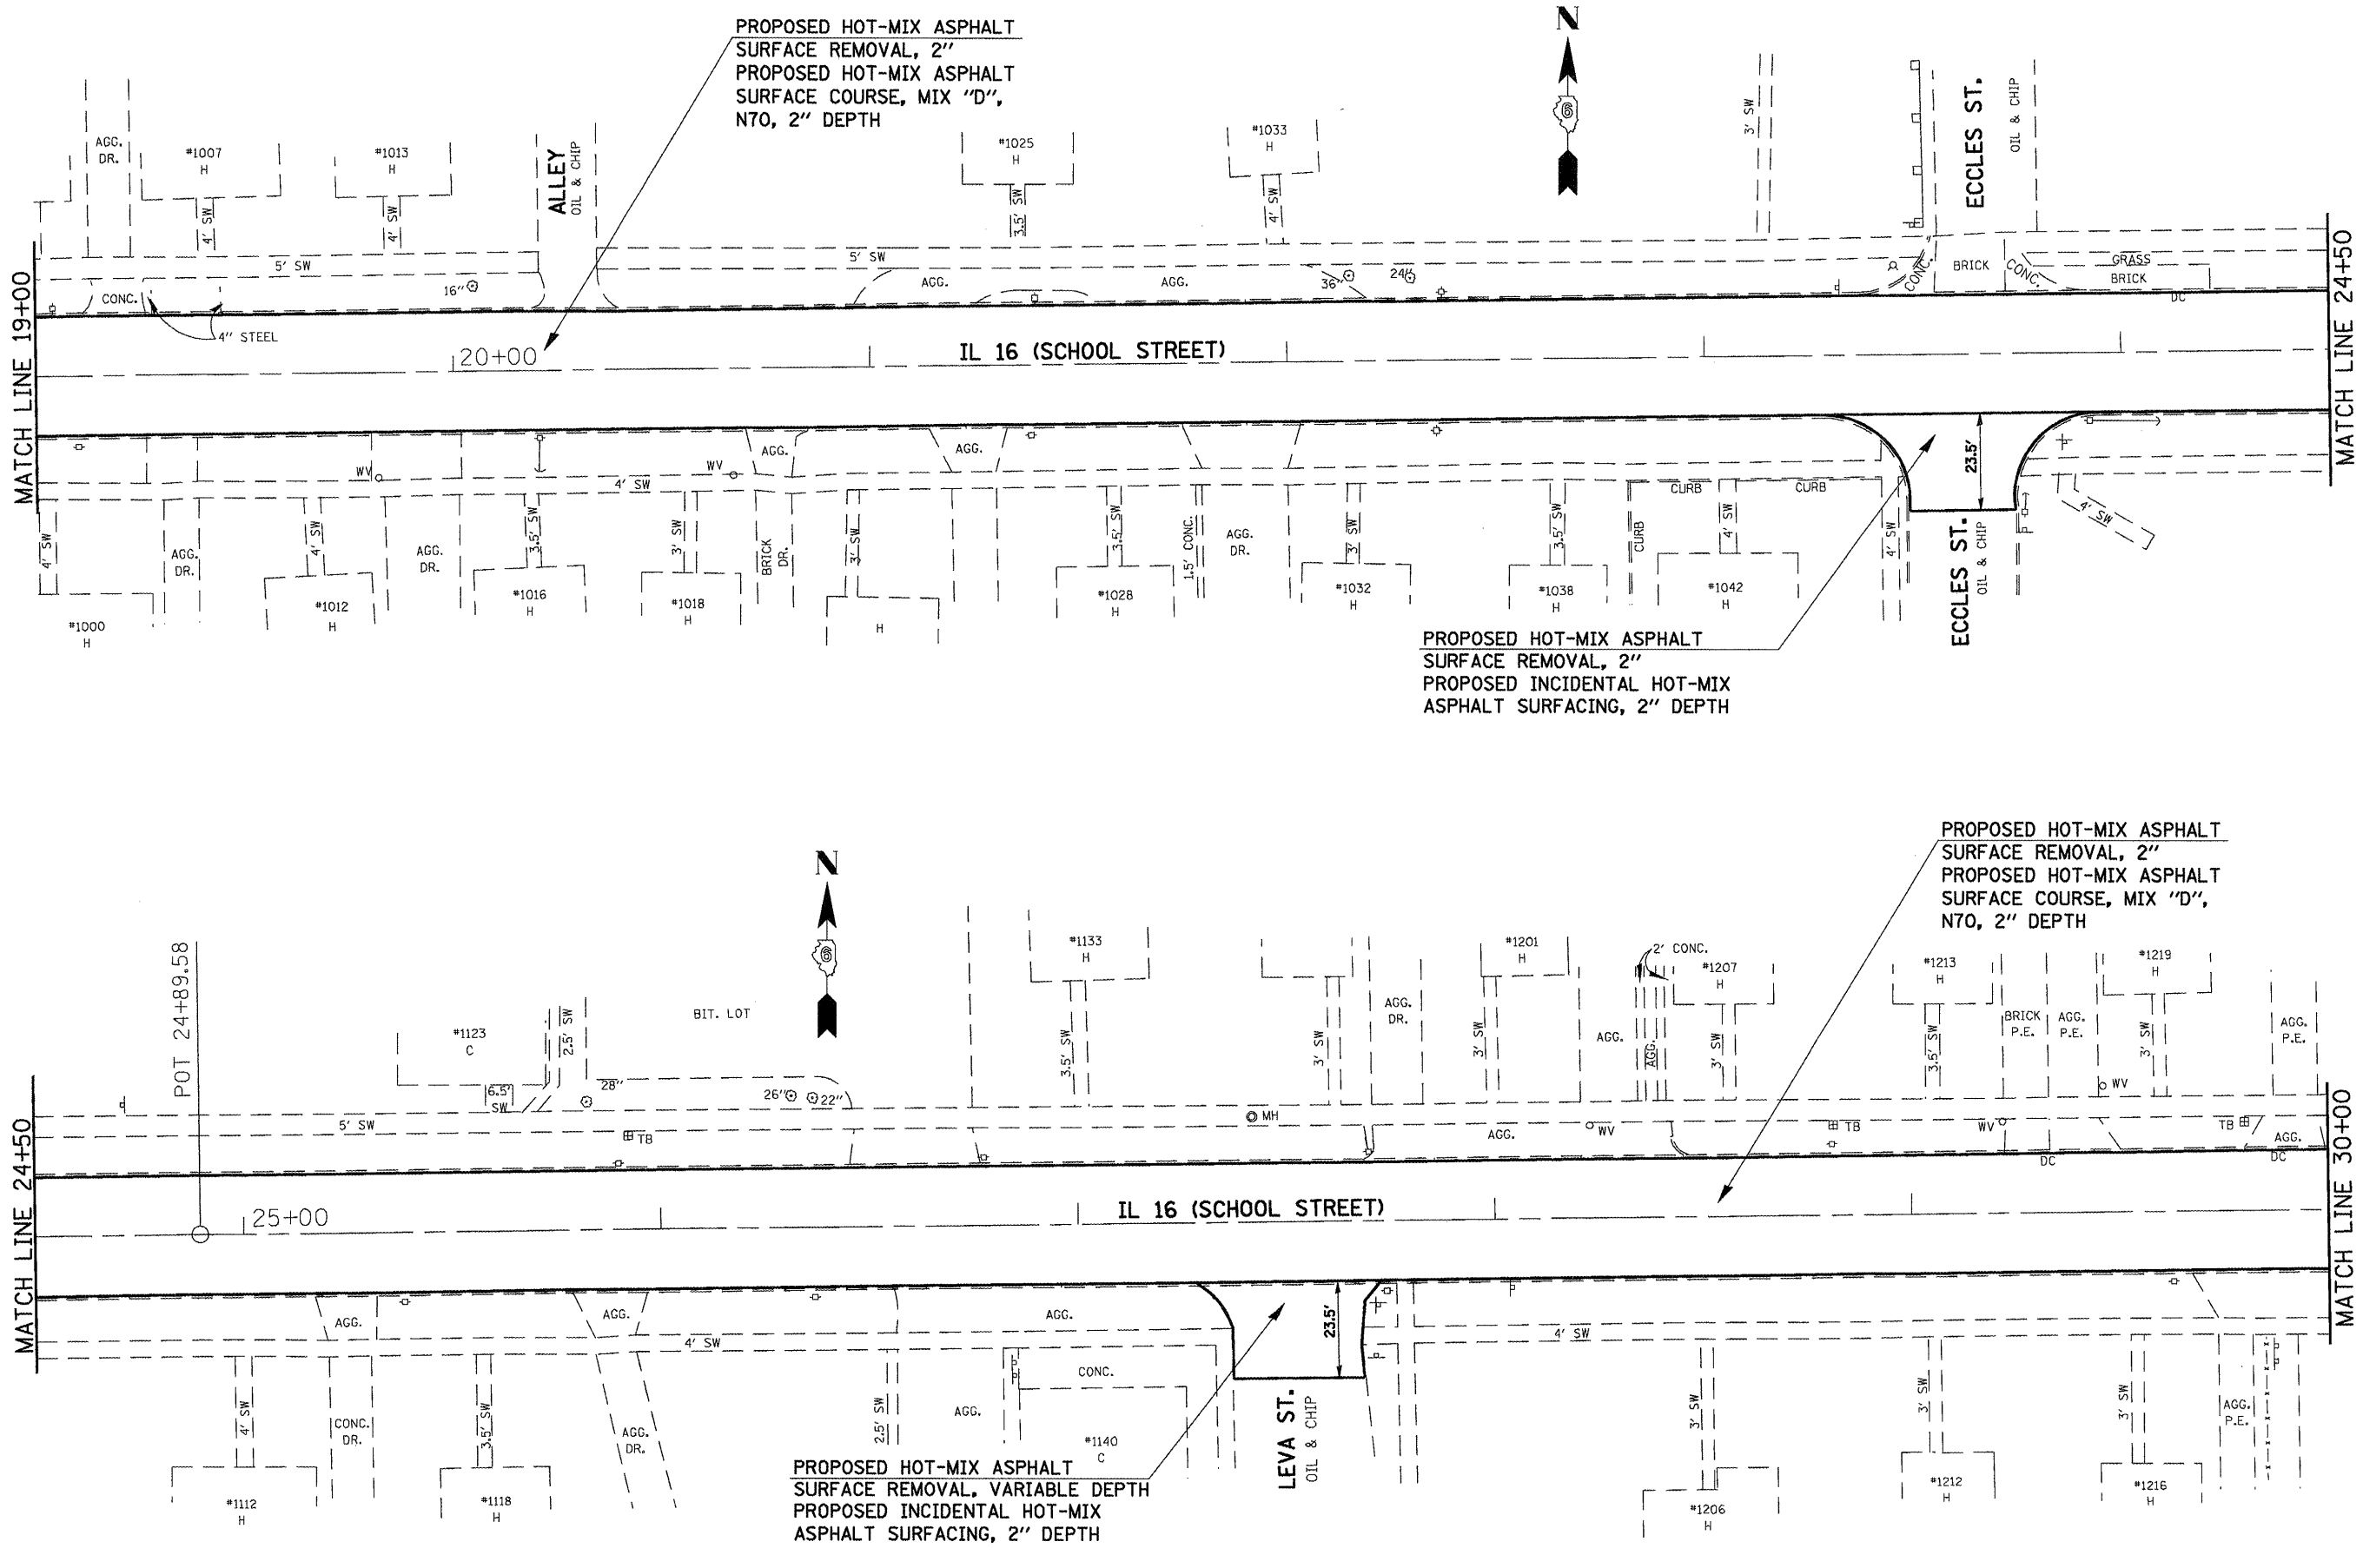 PROPOSED HOT-MIX ASPHALT
SURFACE REMOVAL, 2"
PROPOSED HOT-MIX ASPHALT
SURFACE COURSE, MIX "D",
N70, 2" DEPTH
N
6
AGG.
DR.
#1007
H
#1013
H
ALLEY
OIL & CHIP
#1025
H
#1033
H
3' SW
ECCLES ST.
OIL & CHIP
4' SW
4' SW
3.5' SW
4' SW
5' SW
5' SW
16"
AGG.
AGG.
36"
24"
CONC.
BRICK
CONC.
GRASS
BRICK
DC
CONC.
4" STEEL
MATCH LINE 19+00
20+00
IL 16 (SCHOOL STREET)
MATCH LINE 24+50
WV
WV
AGG.
AGG.
4' SW
CURB
CURB
CURB
23.5'
4' SW
4' SW
AGG.
DR.
4' SW
AGG.
DR.
3.5' SW
3' SW
BRICK
DR.
3' SW
3.5' SW
1.5' CONC.
AGG.
DR.
3' SW
3.5' SW
4' SW
4' SW
ECCLES ST.
OIL & CHIP
#1000
H
#1012
H
#1016
H
#1018
H
H
#1028
H
#1032
H
#1038
H
#1042
H
PROPOSED HOT-MIX ASPHALT
SURFACE REMOVAL, 2"
PROPOSED INCIDENTAL HOT-MIX
ASPHALT SURFACING, 2" DEPTH
PROPOSED HOT-MIX ASPHALT
SURFACE REMOVAL, 2"
PROPOSED HOT-MIX ASPHALT
SURFACE COURSE, MIX "D",
N70, 2" DEPTH
N
6
POT 24+89.58
#1123
C
2.5' SW
6.5'
SW
28"
BIT. LOT
26"
22"
#1133
H
3.5' SW
3' SW
AGG.
DR.
#1201
H
3' SW
AGG.
2' CONC.
AGG.
#1207
H
3' SW
#1213
H
3.5' SW
BRICK
P.E.
AGG.
P.E.
#1219
H
3' SW
AGG.
P.E.
5' SW
TB
MH
AGG.
WV
TB
WV
WV
TB
AGG.
DC
DC
MATCH LINE 24+50
25+00
IL 16 (SCHOOL STREET)
MATCH LINE 30+00
AGG.
AGG.
AGG.
4' SW
23.5'
4' SW
4' SW
CONC.
DR.
3.5' SW
AGG.
DR.
2.5' SW
AGG.
CONC.
#1140
C
LEVA ST.
OIL & CHIP
3' SW
3' SW
3' SW
AGG.
P.E.
#1112
H
#1118
H
#1206
H
#1212
H
#1216
H
PROPOSED HOT-MIX ASPHALT
SURFACE REMOVAL, VARIABLE DEPTH
PROPOSED INCIDENTAL HOT-MIX
ASPHALT SURFACING, 2" DEPTH